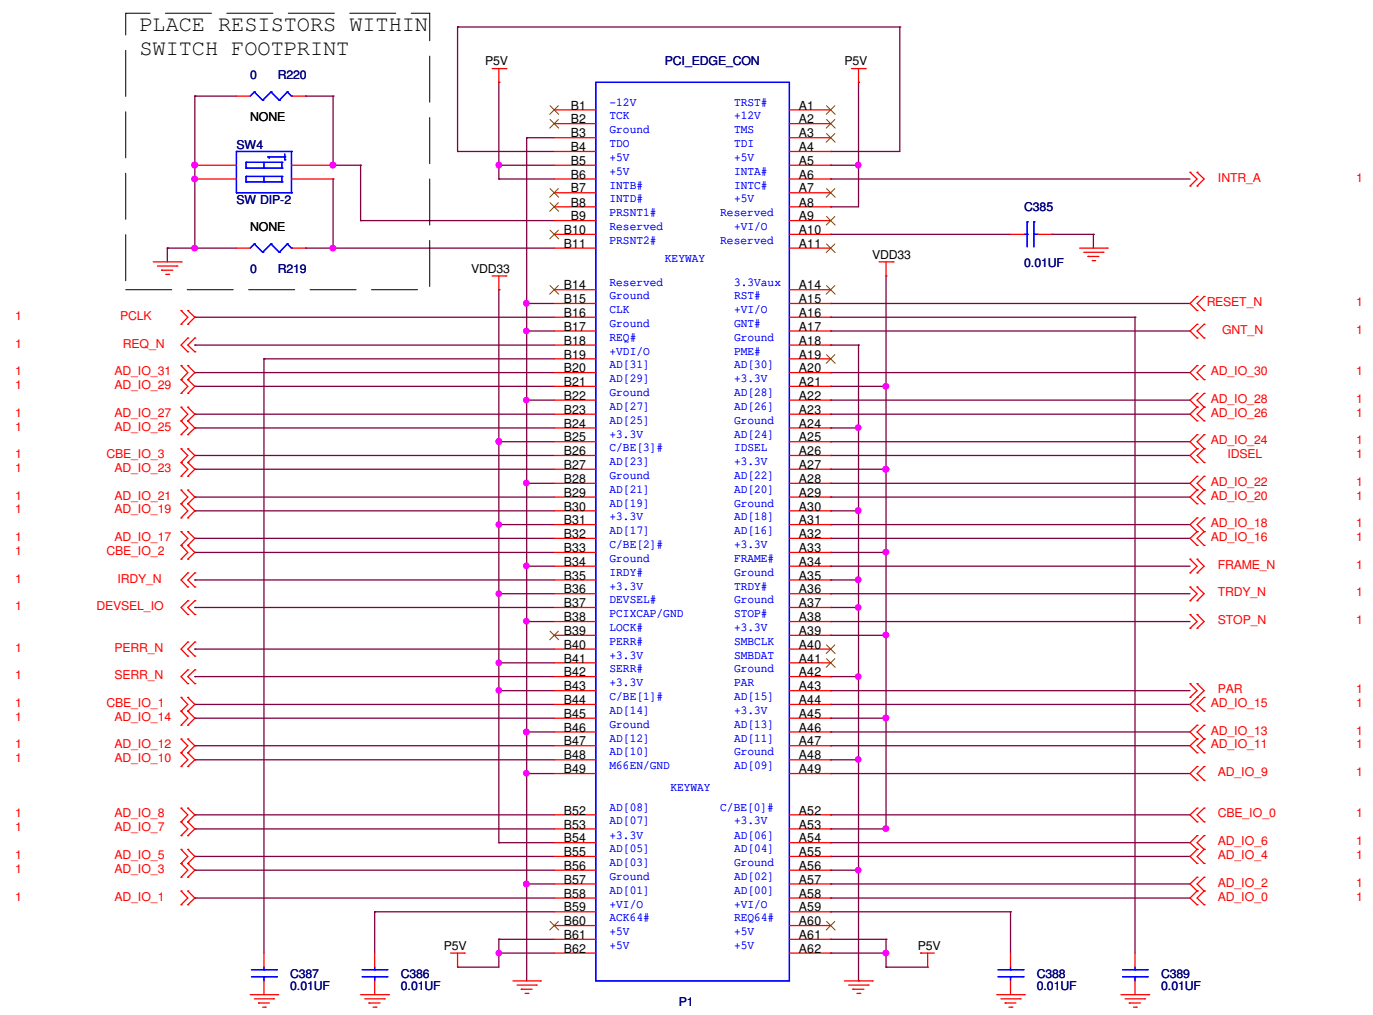 PLACE RESISTORS WITHIN
SWITCH FOOTPRINT
0 R220
NONE
SW4
SW DIP-2
NONE
0 R219
P5V
PCI_EDGE_CON
P5V
B1 -12V TRST# A1
B2 TCK +12V A2
B3 Ground TMS A3
B4 TDO TDI A4
B5 +5V +5V A5
B6 +5V INTA# A6 INTR_A 1
B7 INTB# INTC# A7
B8 INTD# +5V A8
B9 PRSNT1# Reserved A9
B10 Reserved +VI/O A10
B11 PRSNT2# Reserved A11
C385
0.01UF
KEYWAY
VDD33
VDD33
B14 Reserved 3.3Vaux A14
B15 Ground RST# A15 RESET_N 1
1 PCLK B16 CLK +VI/O A16
B17 Ground GNT# A17 GNT_N 1
1 REQ_N B18 REQ# Ground A18
B19 +VDI/O PME# A19
1 AD_IO_31 B20 AD[31] AD[30] A20 AD_IO_30 1
1 AD_IO_29 B21 AD[29] +3.3V A21
B22 Ground AD[28] A22 AD_IO_28 1
1 AD_IO_27 B23 AD[27] AD[26] A23 AD_IO_26 1
1 AD_IO_25 B24 AD[25] Ground A24
B25 +3.3V AD[24] A25 AD_IO_24 1
1 CBE_IO_3 B26 C/BE[3]# IDSEL A26 IDSEL 1
1 AD_IO_23 B27 AD[23] +3.3V A27
B28 Ground AD[22] A28 AD_IO_22 1
1 AD_IO_21 B29 AD[21] AD[20] A29 AD_IO_20 1
1 AD_IO_19 B30 AD[19] Ground A30
B31 +3.3V AD[18] A31 AD_IO_18 1
1 AD_IO_17 B32 AD[17] AD[16] A32 AD_IO_16 1
1 CBE_IO_2 B33 C/BE[2]# +3.3V A33
B34 Ground FRAME# A34 FRAME_N 1
1 IRDY_N B35 IRDY# Ground A35
B36 +3.3V TRDY# A36 TRDY_N 1
1 DEVSEL_IO B37 DEVSEL# Ground A37
B38 PCIXCAP/GND STOP# A38 STOP_N 1
B39 LOCK# +3.3V A39
1 PERR_N B40 PERR# SMBCLK A40
B41 +3.3V SMBDAT A41
1 SERR_N B42 SERR# Ground A42
B43 +3.3V PAR A43 PAR 1
1 CBE_IO_1 B44 C/BE[1]# AD[15] A44 AD_IO_15 1
1 AD_IO_14 B45 AD[14] +3.3V A45
B46 Ground AD[13] A46 AD_IO_13 1
1 AD_IO_12 B47 AD[12] AD[11] A47 AD_IO_11 1
1 AD_IO_10 B48 AD[10] Ground A48
B49 M66EN/GND AD[09] A49 AD_IO_9 1
KEYWAY
1 AD_IO_8 B52 AD[08] C/BE[0]# A52 CBE_IO_0 1
1 AD_IO_7 B53 AD[07] +3.3V A53
B54 +3.3V AD[06] A54 AD_IO_6 1
1 AD_IO_5 B55 AD[05] AD[04] A55 AD_IO_4 1
1 AD_IO_3 B56 AD[03] Ground A56
B57 Ground AD[02] A57 AD_IO_2 1
1 AD_IO_1 B58 AD[01] AD[00] A58 AD_IO_0 1
B59 +VI/O +VI/O A59
B60 ACK64# REQ64# A60
B61 +5V +5V A61
B62 +5V +5V A62
P5V
P5V
C387
0.01UF
C386
0.01UF
C388
0.01UF
C389
0.01UF
P1